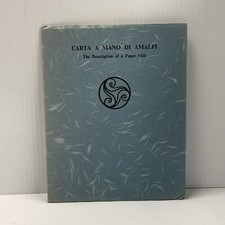 CARTA A MANO DI AMALFI
The Description of a Paper Mill